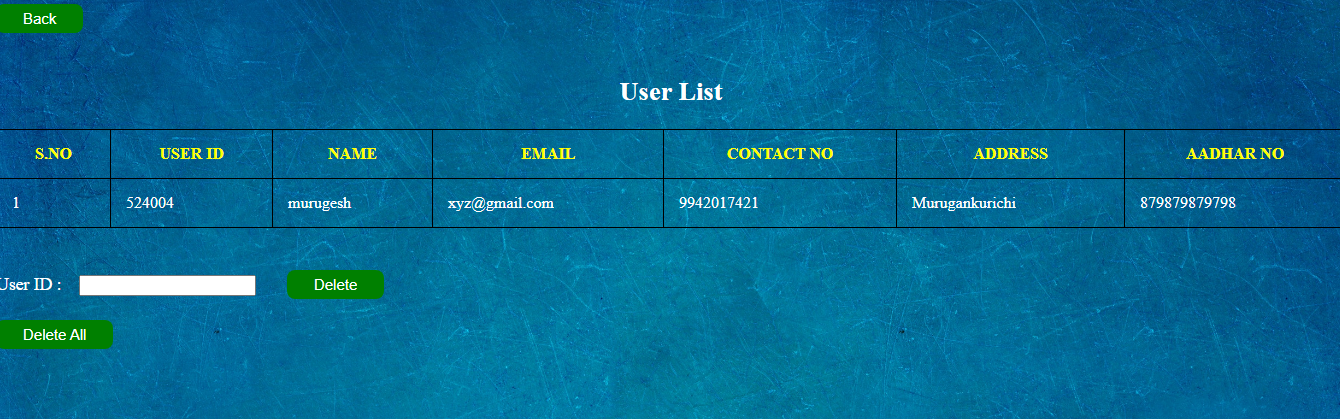 Back
User List
S.NO USER ID NAME EMAIL CONTACT NO ADDRESS AADHAR NO
1 524004 murugesh xyz@gmail.com 9942017421 Murugankurichi 879879879798
User ID : Delete
Delete All